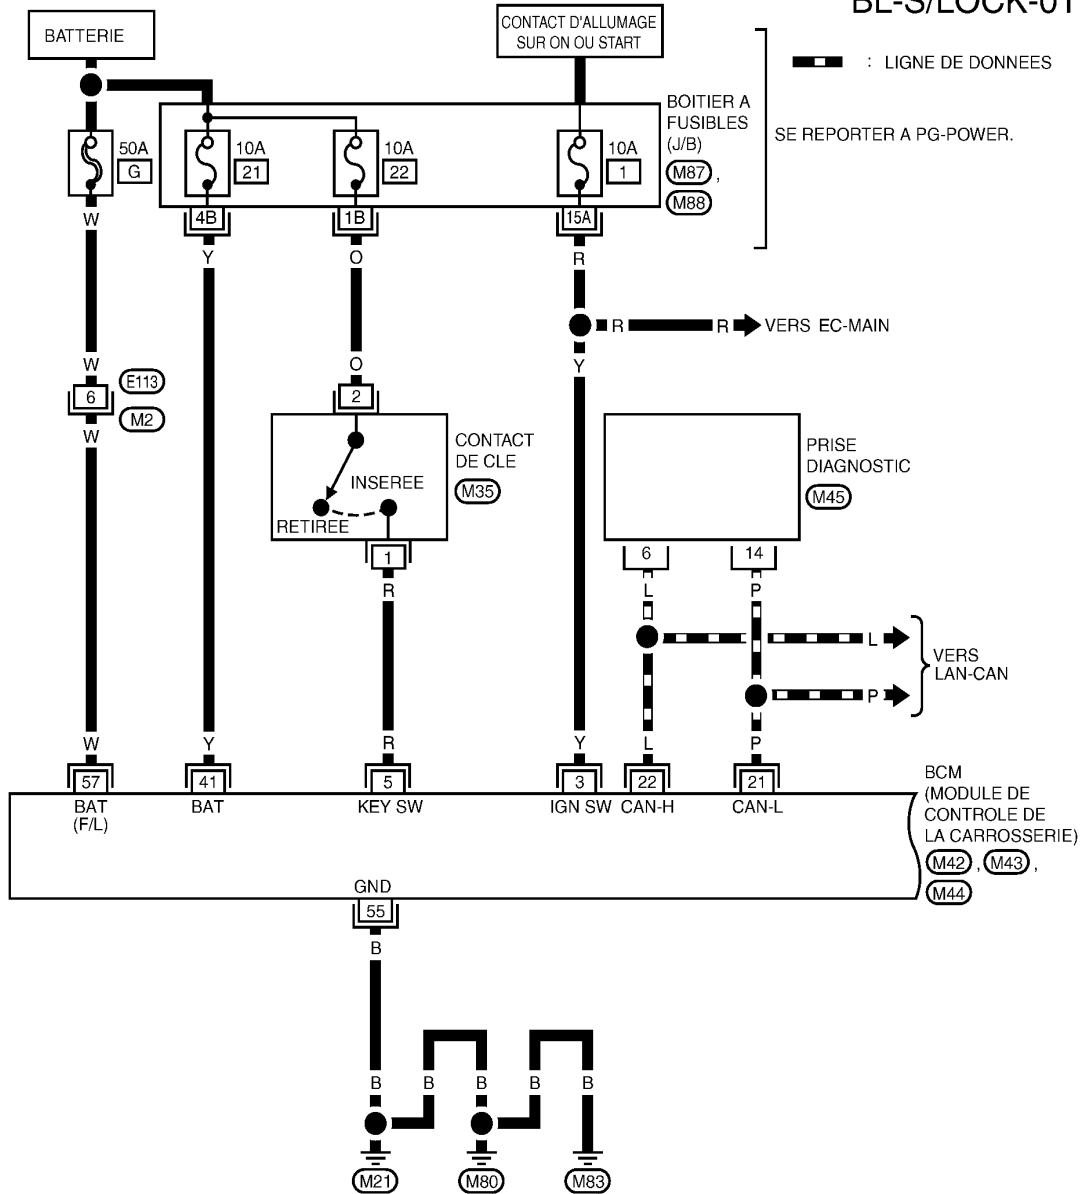 BL-S/LOCK-01
BATTERIE
CONTACT D'ALLUMAGE
SUR ON OU START
: LIGNE DE DONNEES
BOITIER A
FUSIBLES
(J/B)
M87 ,
M88
SE REPORTER A PG-POWER.
50A
G
10A
21
10A
22
10A
1
4B
1B
15A
W
Y
O
R
R
R
VERS EC-MAIN
W
O
Y
6
E113
M2
2
W
CONTACT
DE CLE
M35
INSEREE
RETIREE
PRISE
DIAGNOSTIC
M45
1
6
14
R
L
P
L
P
VERS
LAN-CAN
W
Y
R
Y
L
P
57
41
5
3
22
21
BAT
(F/L)
BAT
KEY SW
IGN SW
CAN-H
CAN-L
BCM
(MODULE DE
CONTROLE DE
LA CARROSSERIE)
M42 , M43 ,
M44
GND
55
B
B
B
B
B
B
M21
M80
M83